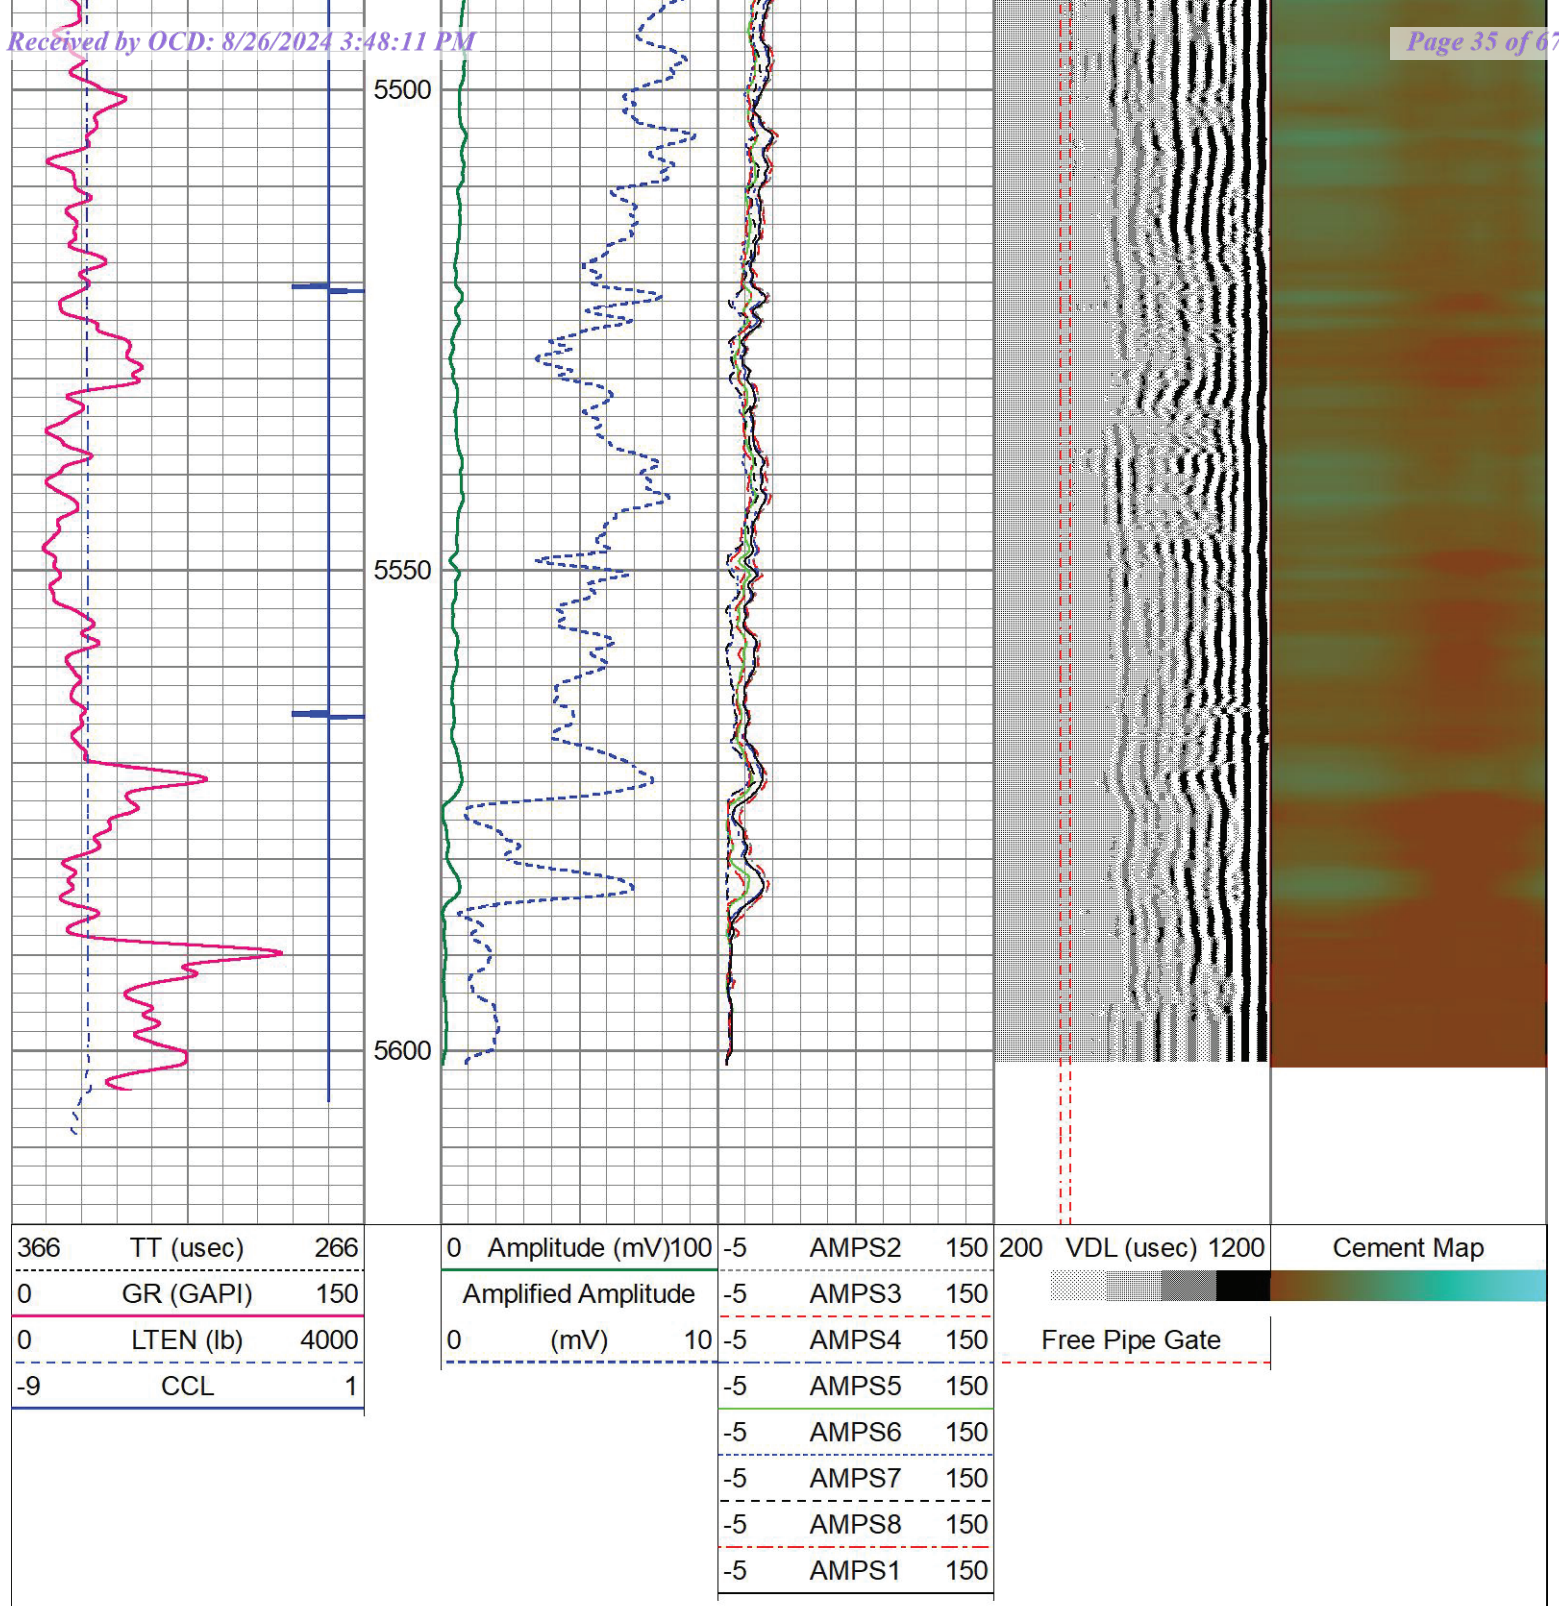 Received by OCD: 8/26/2024 3:48:11 PM
Page 35 of 67
5500
5550
5600
366 TT (usec) 266
0 GR (GAPI) 150
0 LTEN (lb) 4000
-9 CCL 1
0 Amplitude (mV)100
Amplified Amplitude
0 (mV) 10
-5 AMPS2 150
-5 AMPS3 150
-5 AMPS4 150
-5 AMPS5 150
-5 AMPS6 150
-5 AMPS7 150
-5 AMPS8 150
-5 AMPS1 150
200 VDL (usec) 1200
Free Pipe Gate
Cement Map